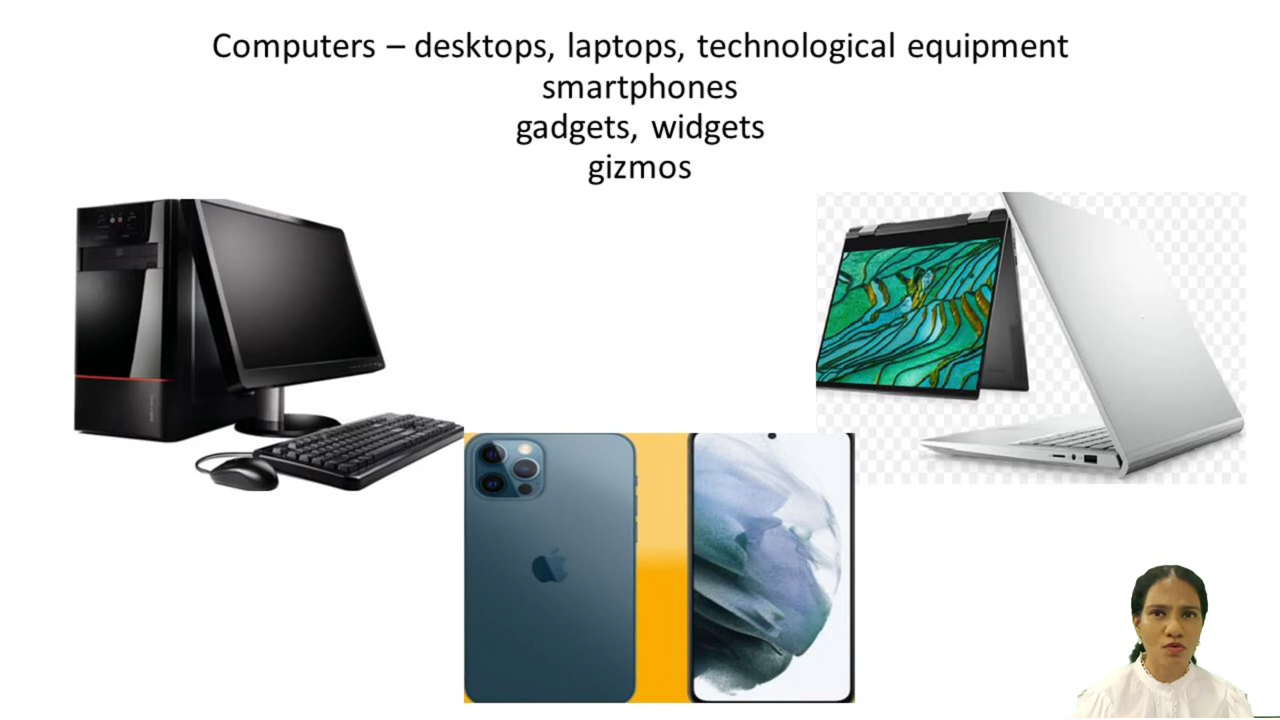 Computers – desktops, laptops, technological equipment
smartphones
gadgets, widgets
gizmos